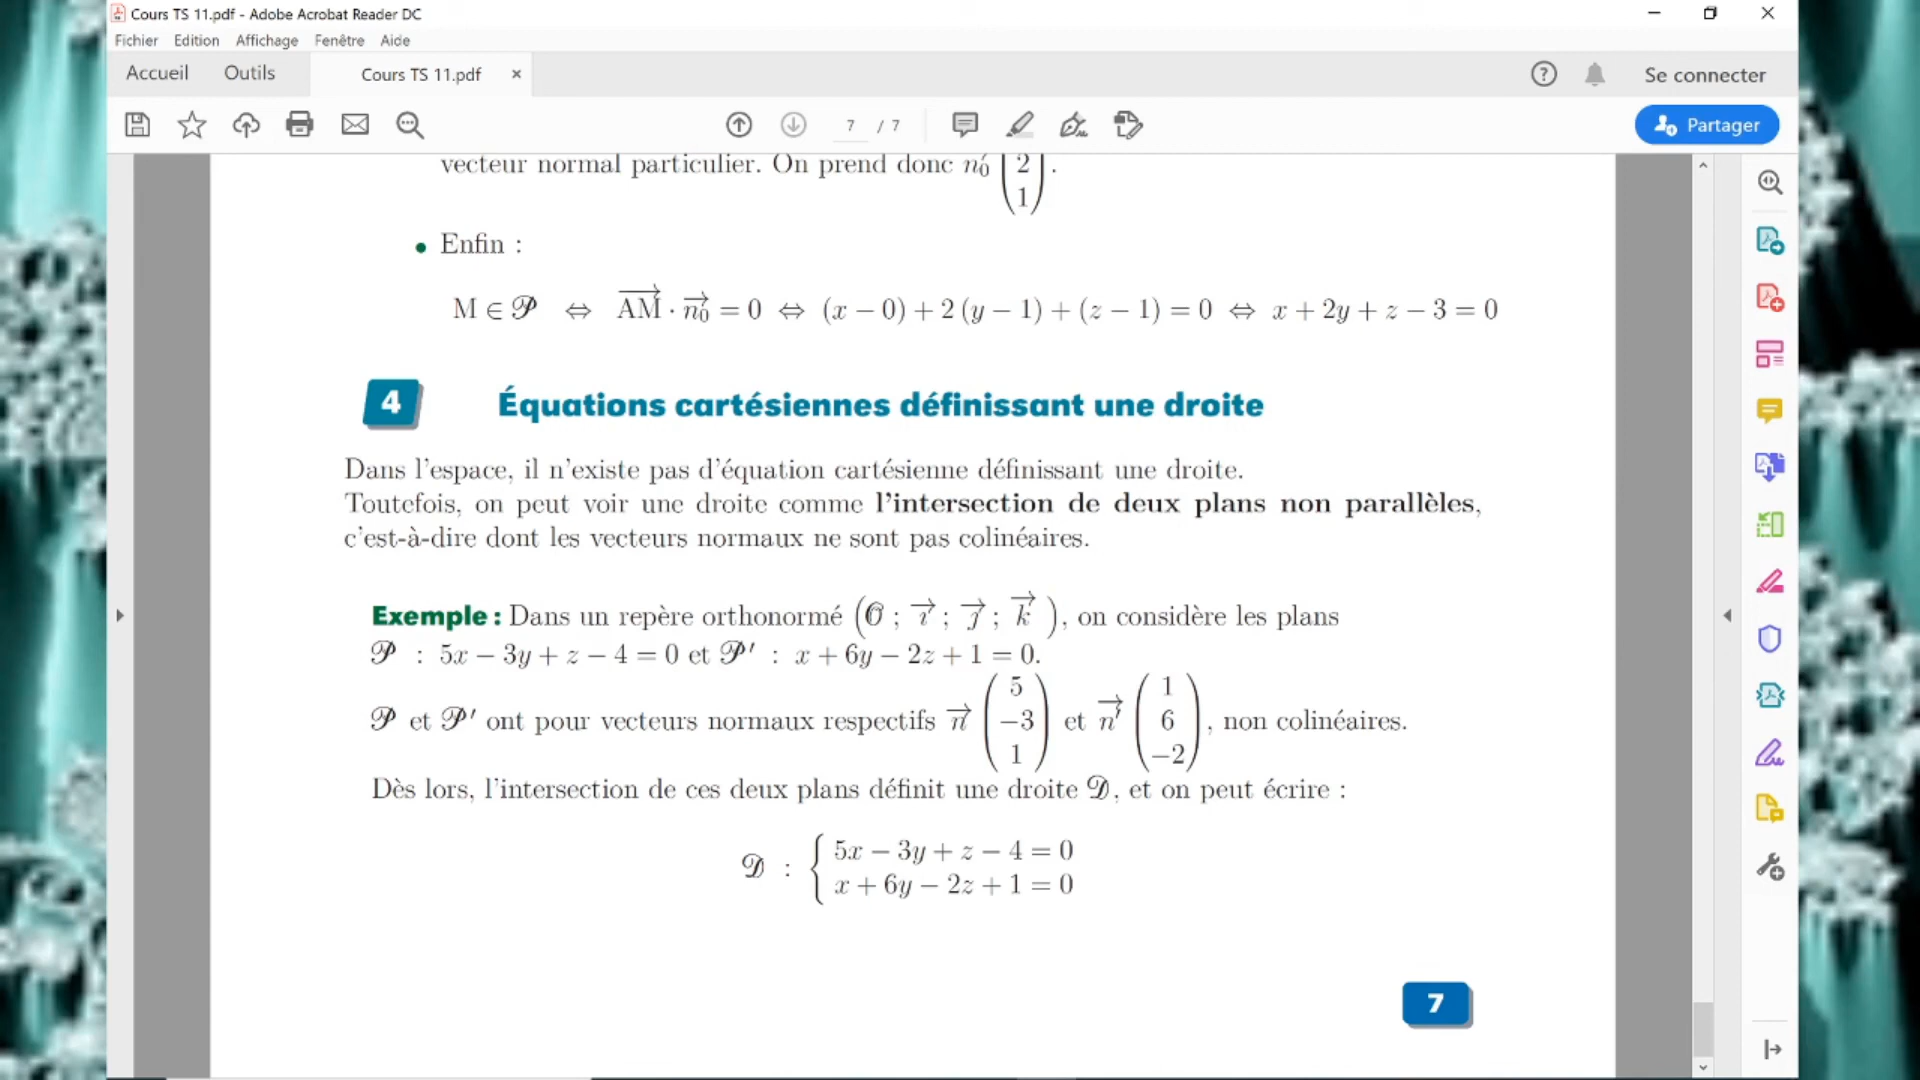 Cours TS 11.pdf - Adobe Acrobat Reader DC
Fichier Edition Affichage Fenêtre Aide
Accueil Outils Cours TS 11.pdf × Se connecter
7 / 7 Partager
vecteur normal particulier. On prend donc n₀⃗ (2 1).
• Enfin :
M ∈ 𝒫 ⇔ AM⃗ · n₀⃗ = 0 ⇔ (x − 0) + 2 (y − 1) + (z − 1) = 0 ⇔ x + 2y + z − 3 = 0
4 Équations cartésiennes définissant une droite
Dans l'espace, il n'existe pas d'équation cartésienne définissant une droite.
Toutefois, on peut voir une droite comme l'intersection de deux plans non parallèles,
c'est-à-dire dont les vecteurs normaux ne sont pas colinéaires.
Exemple : Dans un repère orthonormé (𝒪 ; ı⃗ ; ȷ⃗ ; k⃗ ), on considère les plans
𝒫 : 5x − 3y + z − 4 = 0 et 𝒫′ : x + 6y − 2z + 1 = 0.
𝒫 et 𝒫′ ont pour vecteurs normaux respectifs n⃗ (5 −3 1) et n′⃗ (1 6 −2), non colinéaires.
Dès lors, l'intersection de ces deux plans définit une droite 𝒟, et on peut écrire :
𝒟 : { 5x − 3y + z − 4 = 0
x + 6y − 2z + 1 = 0
7